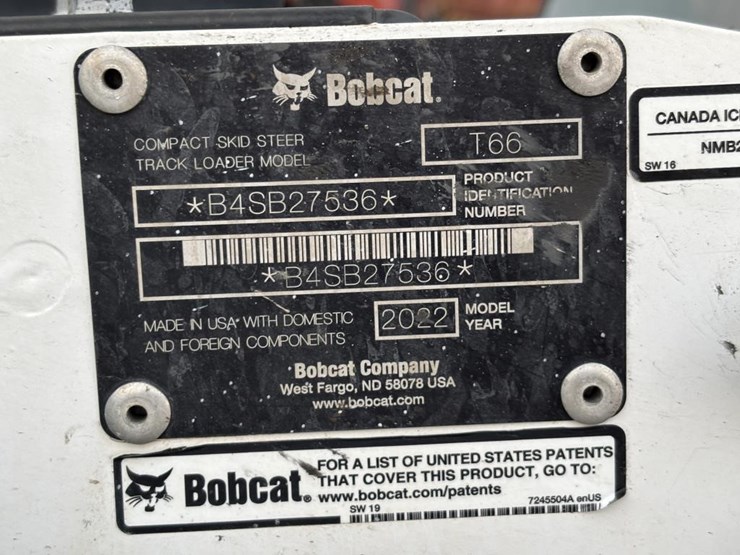 Bobcat.
COMPACT SKID STEER
TRACK LOADER MODEL
T66
*B4SB27536*
PRODUCT
IDENTIFICATION
NUMBER
*B4SB27536*
MADE IN USA WITH DOMESTIC
AND FOREIGN COMPONENTS
2022
MODEL
YEAR
Bobcat Company
West Fargo, ND 58078 USA
www.bobcat.com
CANADA
NMB2
SW 16
Bobcat.
FOR A LIST OF UNITED STATES PATENTS
THAT COVER THIS PRODUCT, GO TO:
www.bobcat.com/patents
SW 19
7245504A enUS